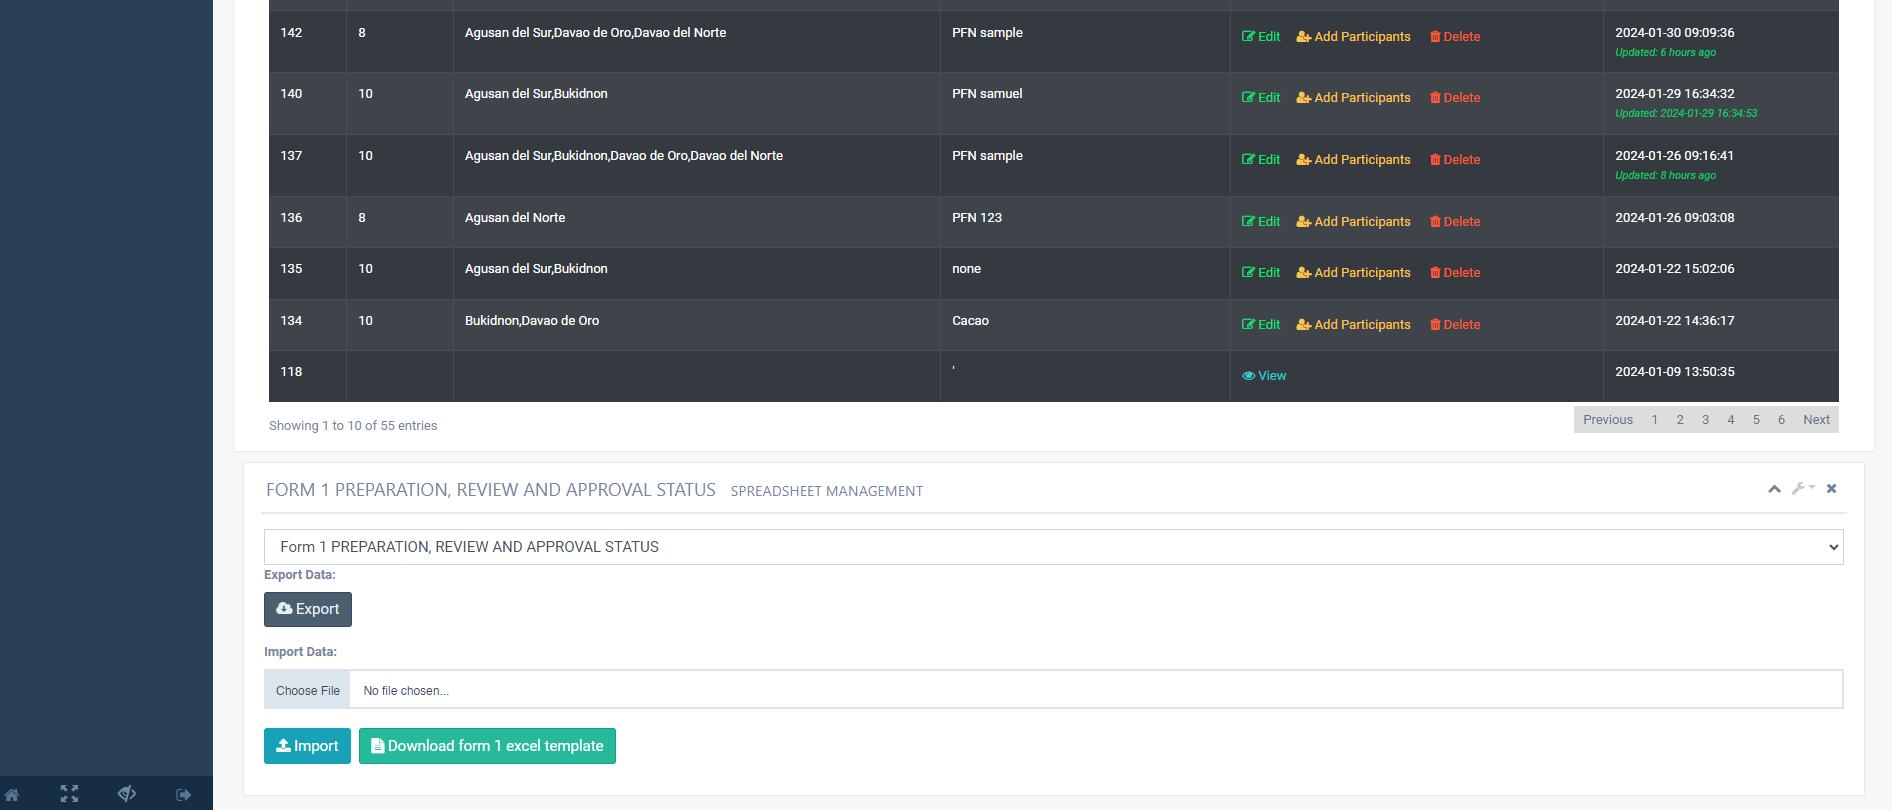 142 8 Agusan del Sur,Davao de Oro,Davao del Norte PFN sample Edit Add Participants Delete 2024-01-30 09:09:36
Updated: 6 hours ago
140 10 Agusan del Sur,Bukidnon PFN samuel Edit Add Participants Delete 2024-01-29 16:34:32
Updated: 2024-01-29 16:34:53
137 10 Agusan del Sur,Bukidnon,Davao de Oro,Davao del Norte PFN sample Edit Add Participants Delete 2024-01-26 09:16:41
Updated: 8 hours ago
136 8 Agusan del Norte PFN 123 Edit Add Participants Delete 2024-01-26 09:03:08
135 10 Agusan del Sur,Bukidnon none Edit Add Participants Delete 2024-01-22 15:02:06
134 10 Bukidnon,Davao de Oro Cacao Edit Add Participants Delete 2024-01-22 14:36:17
118 ' View 2024-01-09 13:50:35
Showing 1 to 10 of 55 entries Previous 1 2 3 4 5 6 Next
FORM 1 PREPARATION, REVIEW AND APPROVAL STATUS SPREADSHEET MANAGEMENT
Form 1 PREPARATION, REVIEW AND APPROVAL STATUS
Export Data:
Export
Import Data:
Choose File No file chosen...
Import Download form 1 excel template